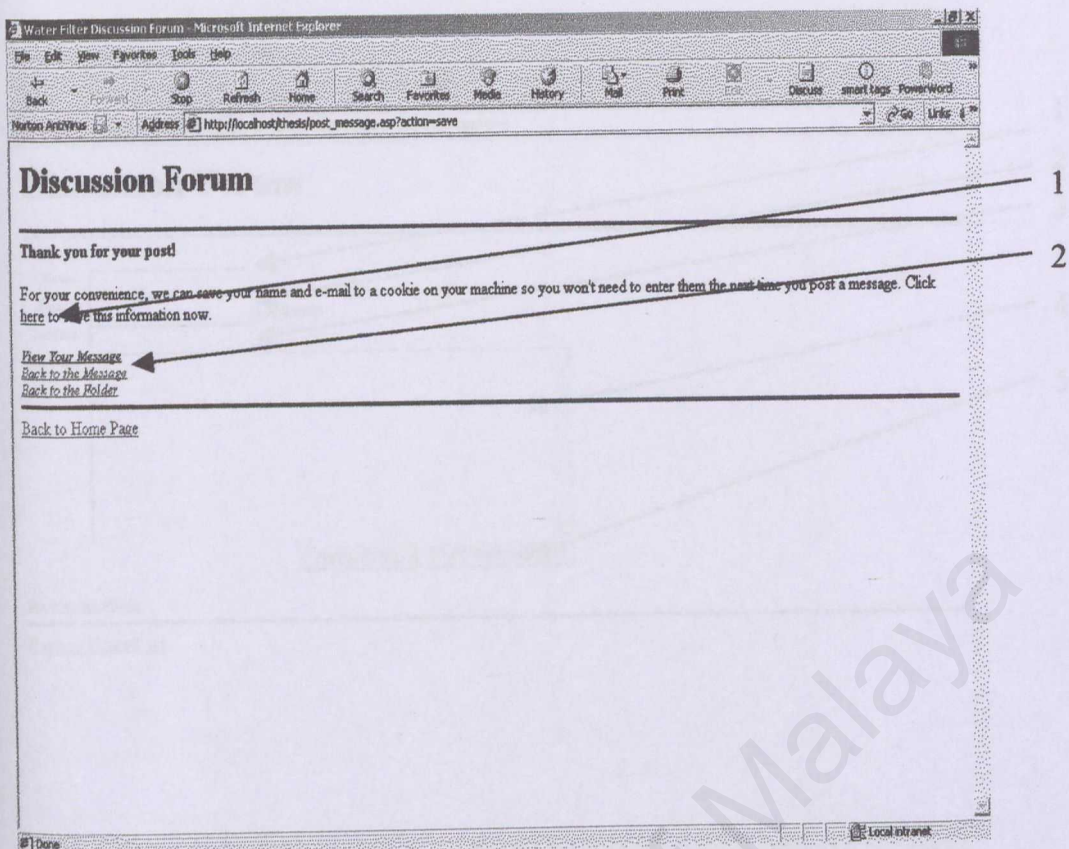 Water Filter Discussion Forum - Microsoft Internet Explorer
File Edit View Favorites Tools Help
Back Forward Stop Refresh Home Search Favorites Media History Mail Print Edit Discuss smart tags PowerWord
Norton AntiVirus Address http://localhost/thesis/post_message.asp?action=save Go Links
Discussion Forum
1
Thank you for your post!
2
For your convenience, we can save your name and e-mail to a cookie on your machine so you won't need to enter them the next time you post a message. Click
here to save this information now.
View Your Message
Back to the Message
Back to the Folder
Back to Home Page
Malaya
Done Local intranet